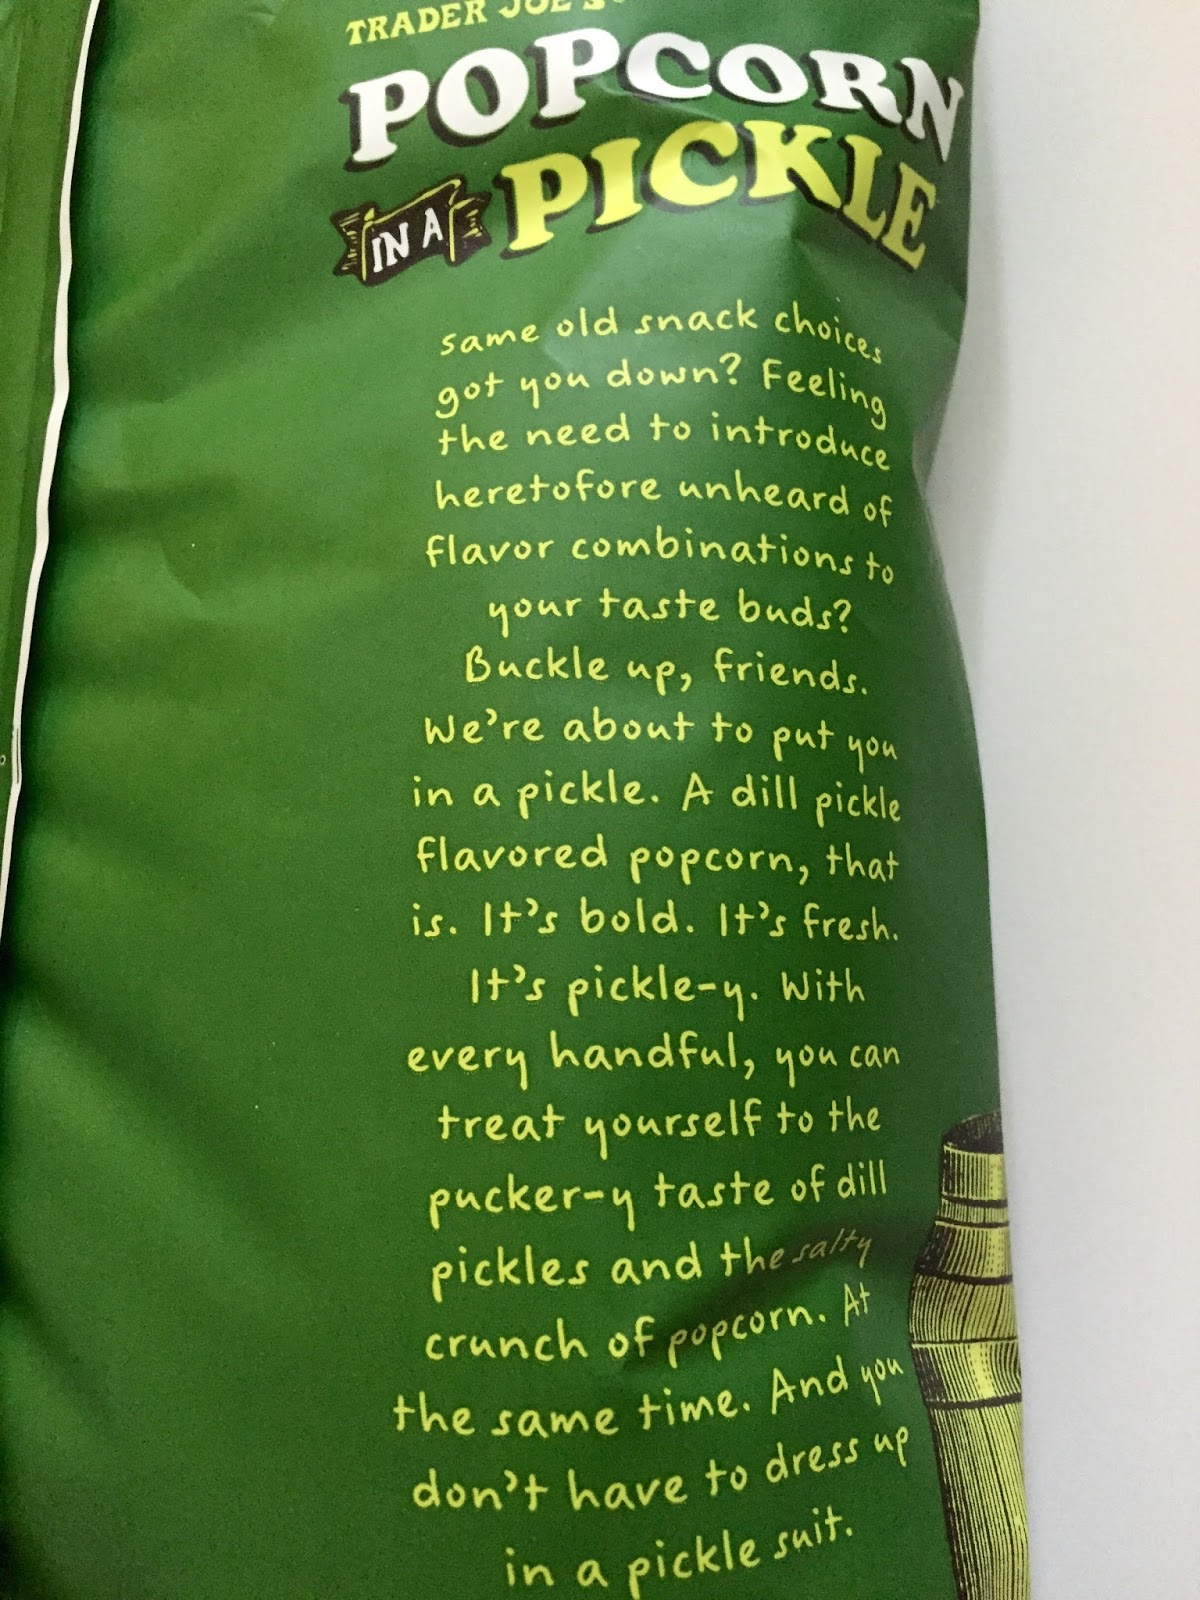 TRADER JOE'S
POPCORN
IN A PICKLE
same old snack choices
got you down? Feeling
the need to introduce
heretofore unheard of
flavor combinations to
your taste buds?
Buckle up, friends.
We're about to put you
in a pickle. A dill pickle
flavored popcorn, that
is. It's bold. It's fresh.
It's pickle-y. With
every handful, you can
treat yourself to the
pucker-y taste of dill
pickles and the salty
crunch of popcorn. At
the same time. And you
don't have to dress up
in a pickle suit.